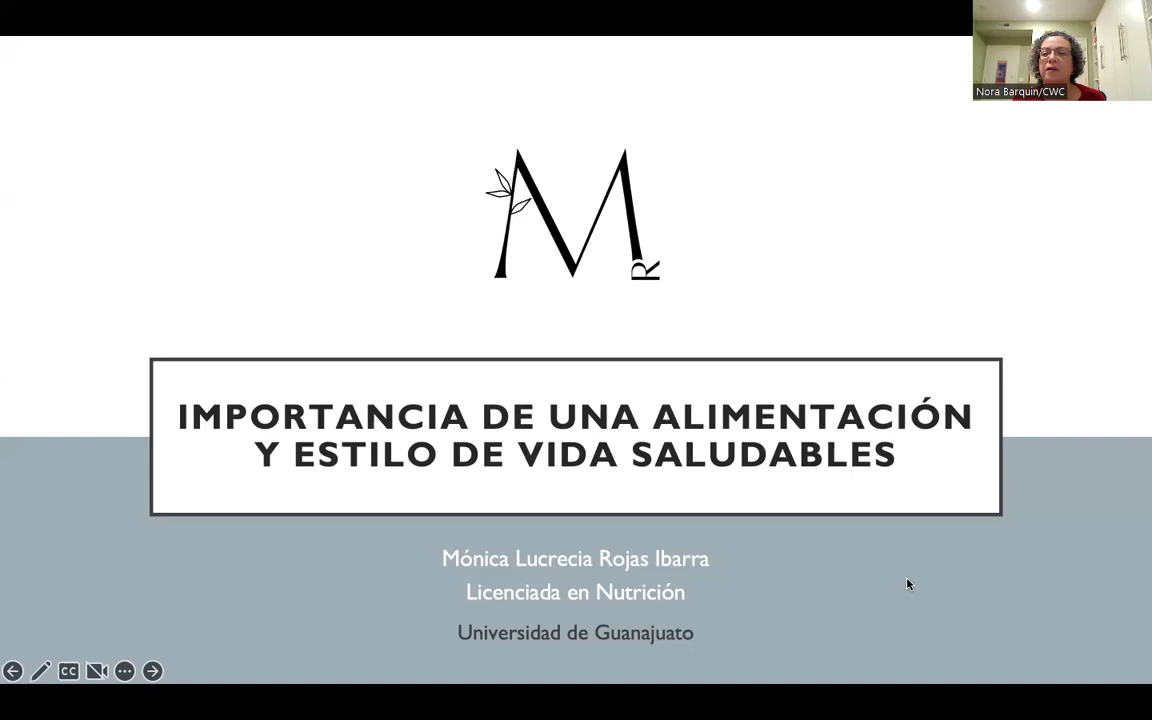 Nora Barquin/CWC
M
R
IMPORTANCIA DE UNA ALIMENTACIÓN
Y ESTILO DE VIDA SALUDABLES
Mónica Lucrecia Rojas Ibarra
Licenciada en Nutrición
Universidad de Guanajuato
CC